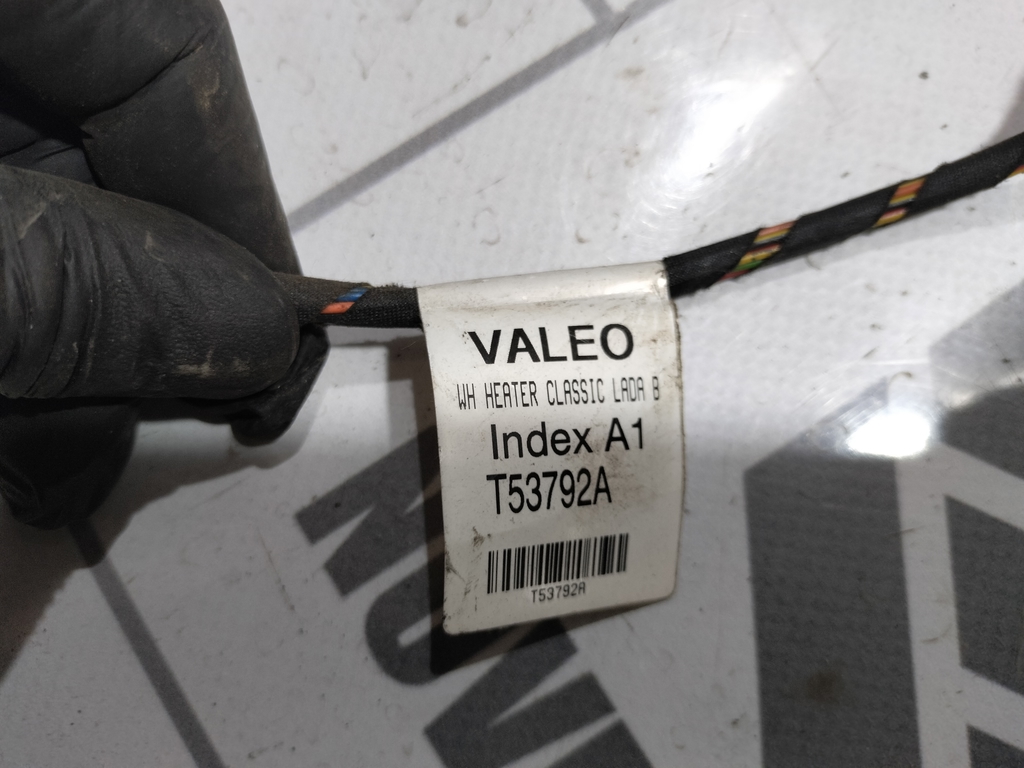 VALEO
WH HEATER CLASSIC LADA B
Index A1
T53792A
T53792A